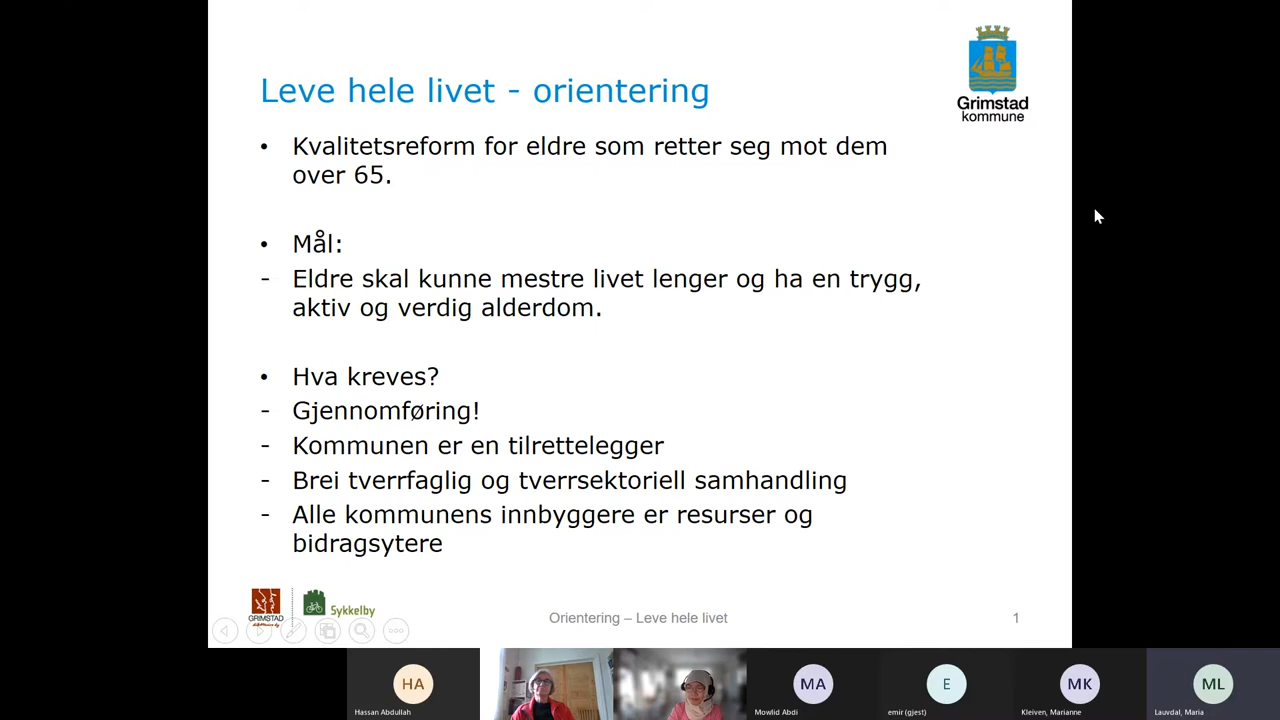 Leve hele livet - orientering
Grimstad
kommune
• Kvalitetsreform for eldre som retter seg mot dem
over 65.
• Mål:
- Eldre skal kunne mestre livet lenger og ha en trygg,
aktiv og verdig alderdom.
• Hva kreves?
- Gjennomføring!
- Kommunen er en tilrettelegger
- Brei tverrfaglig og tverrsektoriell samhandling
- Alle kommunens innbyggere er resurser og
bidragsytere
GRIMSTAD
Sykkelby
Orientering – Leve hele livet
1
HA
MA
E
MK
ML
Hassan Abdullah
Mowlid Abdi
emir (gjest)
Kleiven, Marianne
Lauvdal, Maria